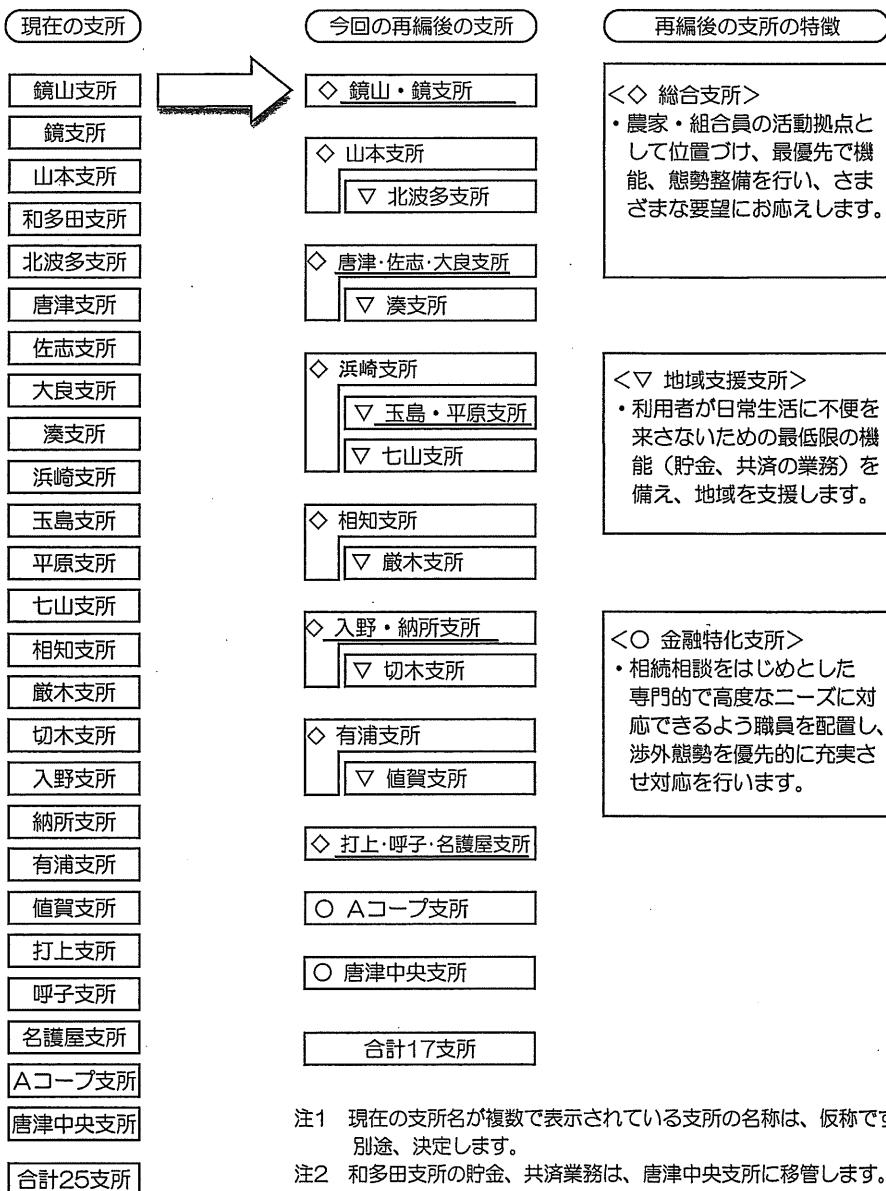 現在の支所
鏡山支所
鏡支所
山本支所
和多田支所
北波多支所
唐津支所
佐志支所
大良支所
湊支所
浜崎支所
玉島支所
平原支所
七山支所
相知支所
厳木支所
切木支所
入野支所
納所支所
有浦支所
値賀支所
打上支所
呼子支所
名護屋支所
Aコープ支所
唐津中央支所
合計25支所
今回の再編後の支所
◇ 鏡山・鏡支所
◇ 山本支所
▽ 北波多支所
◇ 唐津・佐志・大良支所
▽ 湊支所
◇ 浜崎支所
▽ 玉島・平原支所
▽ 七山支所
◇ 相知支所
▽ 厳木支所
◇ 入野・納所支所
▽ 切木支所
◇ 有浦支所
▽ 値賀支所
◇ 打上・呼子・名護屋支所
○ Aコープ支所
○ 唐津中央支所
合計17支所
再編後の支所の特徴
<◇ 総合支所>
・農家・組合員の活動拠点と
して位置づけ、最優先で機
能、態勢整備を行い、さま
ざまな要望にお応えします。
<▽ 地域支援支所>
・利用者が日常生活に不便を
来さないための最低限の機
能（貯金、共済の業務）を
備え、地域を支援します。
<○ 金融特化支所>
・相続相談をはじめとした
専門的で高度なニーズに対
応できるよう職員を配置し、
渉外態勢を優先的に充実さ
せ対応を行います。
注1 現在の支所名が複数で表示されている支所の名称は、仮称です
別途、決定します。
注2 和多田支所の貯金、共済業務は、唐津中央支所に移管します。